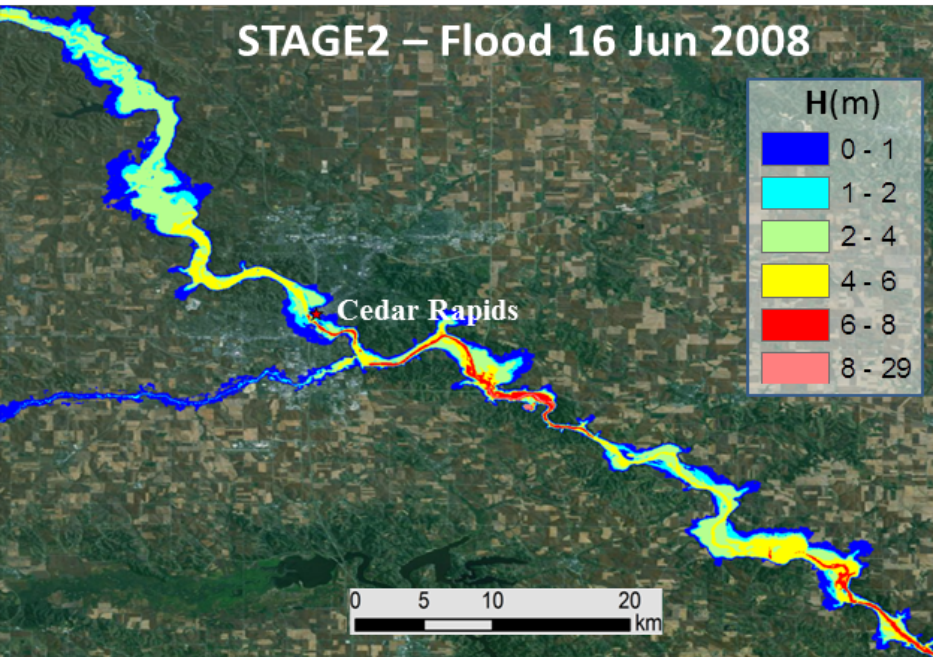 STAGE2 – Flood 16 Jun 2008
H(m)
0 - 1
1 - 2
2 - 4
4 - 6
6 - 8
8 - 29
Cedar Rapids
0 5 10 20
km